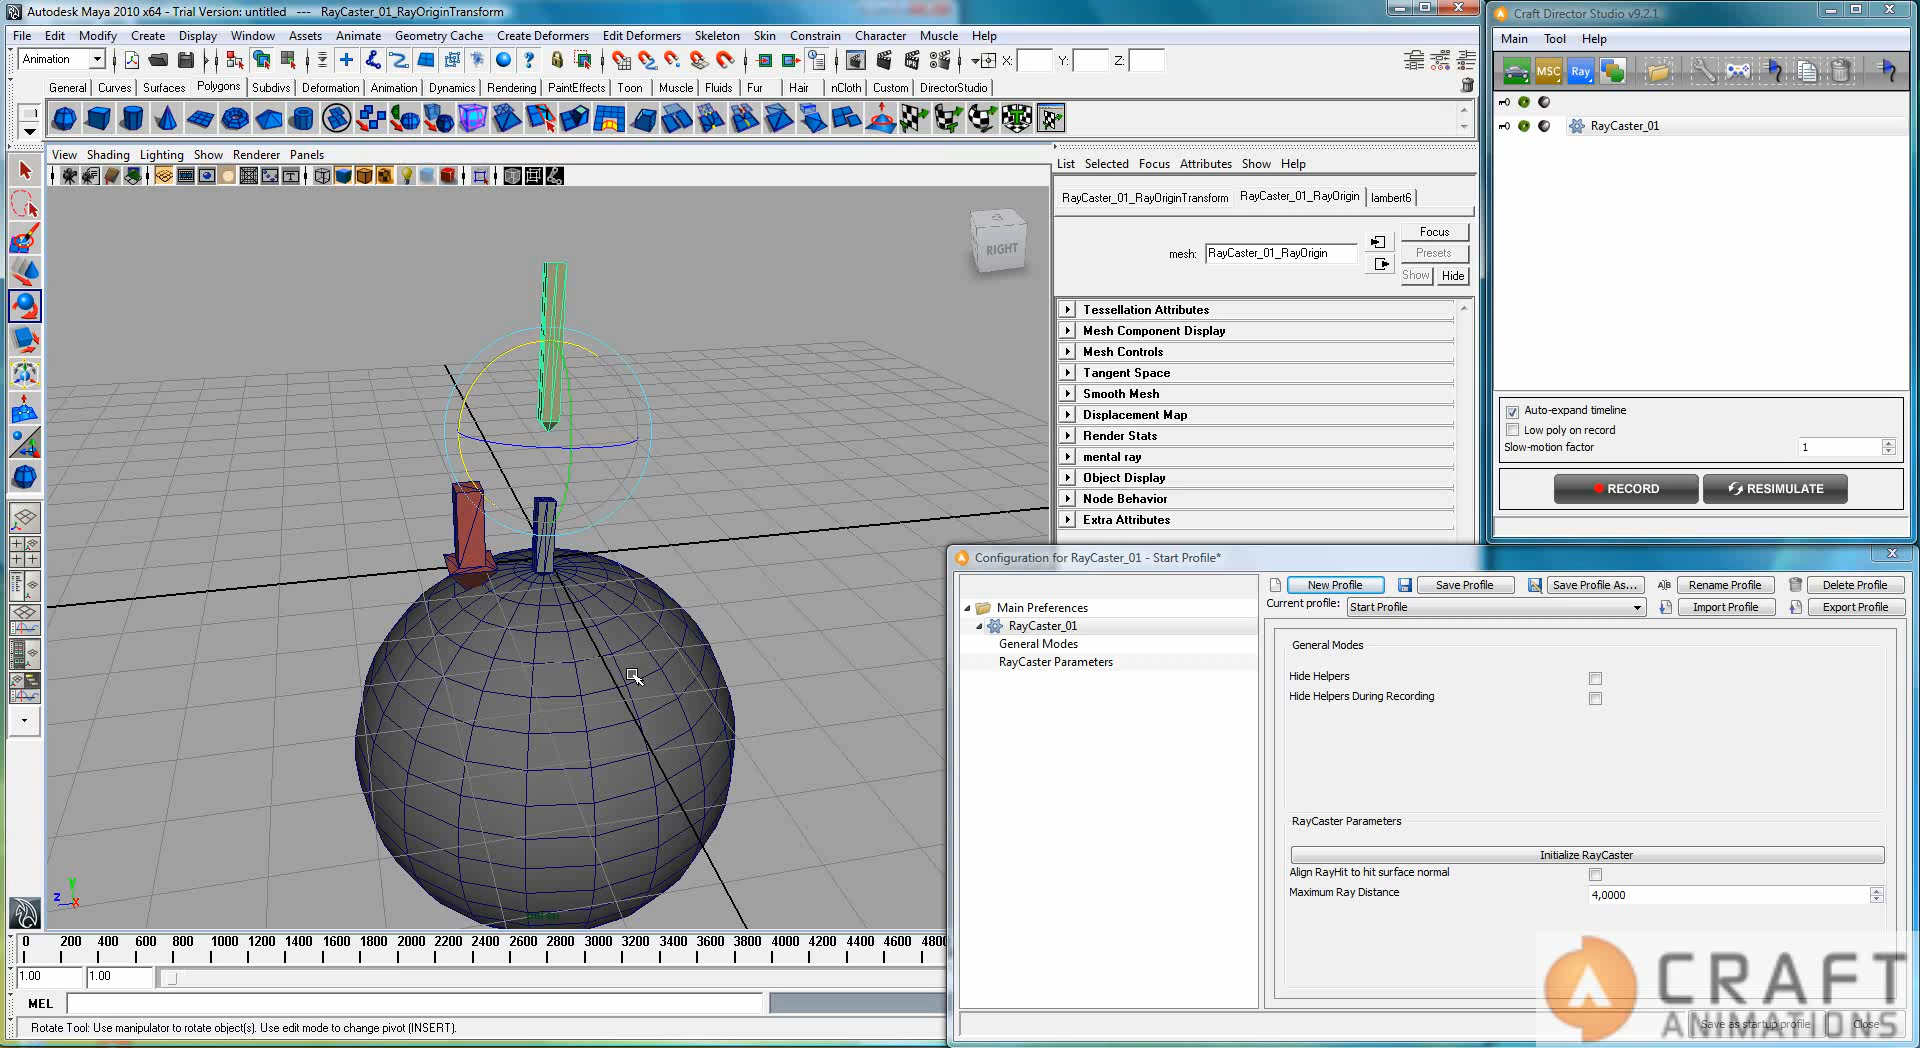 Autodesk Maya 2010 x64 - Trial Version: untitled --- RayCaster_01_RayOriginTransform
File Edit Modify Create Display Window Assets Animate Geometry Cache Create Deformers Edit Deformers Skeleton Skin Constrain Character Muscle Help
Animation X: Y: Z:
General Curves Surfaces Polygons Subdivs Deformation Animation Dynamics Rendering PaintEffects Toon Muscle Fluids Fur Hair nCloth Custom DirectorStudio
View Shading Lighting Show Renderer Panels
RIGHT
z y x
List Selected Focus Attributes Show Help
RayCaster_01_RayOriginTransform RayCaster_01_RayOrigin lambert6
mesh: RayCaster_01_RayOrigin
Focus
Presets
Show Hide
Tessellation Attributes
Mesh Component Display
Mesh Controls
Tangent Space
Smooth Mesh
Displacement Map
Render Stats
mental ray
Object Display
Node Behavior
Extra Attributes
Craft Director Studio v9.2.1
Main Tool Help
MSC Ray
RayCaster_01
Auto-expand timeline
Low poly on record
Slow-motion factor 1
RECORD RESIMULATE
Configuration for RayCaster_01 - Start Profile*
Main Preferences
RayCaster_01
General Modes
RayCaster Parameters
New Profile Save Profile Save Profile As... Rename Profile Delete Profile
Current profile: Start Profile Import Profile Export Profile
General Modes
Hide Helpers
Hide Helpers During Recording
RayCaster Parameters
Initialize RayCaster
Align RayHit to hit surface normal
Maximum Ray Distance 4,0000
Save as startup profile Close
CRAFT
ANIMATIONS
0 200 400 600 800 1000 1200 1400 1600 1800 2000 2200 2400 2600 2800 3000 3200 3400 3600 3800 4000 4200 4400 4600 4800
1.00 1.00
MEL
Rotate Tool: Use manipulator to rotate object(s). Use edit mode to change pivot (INSERT).